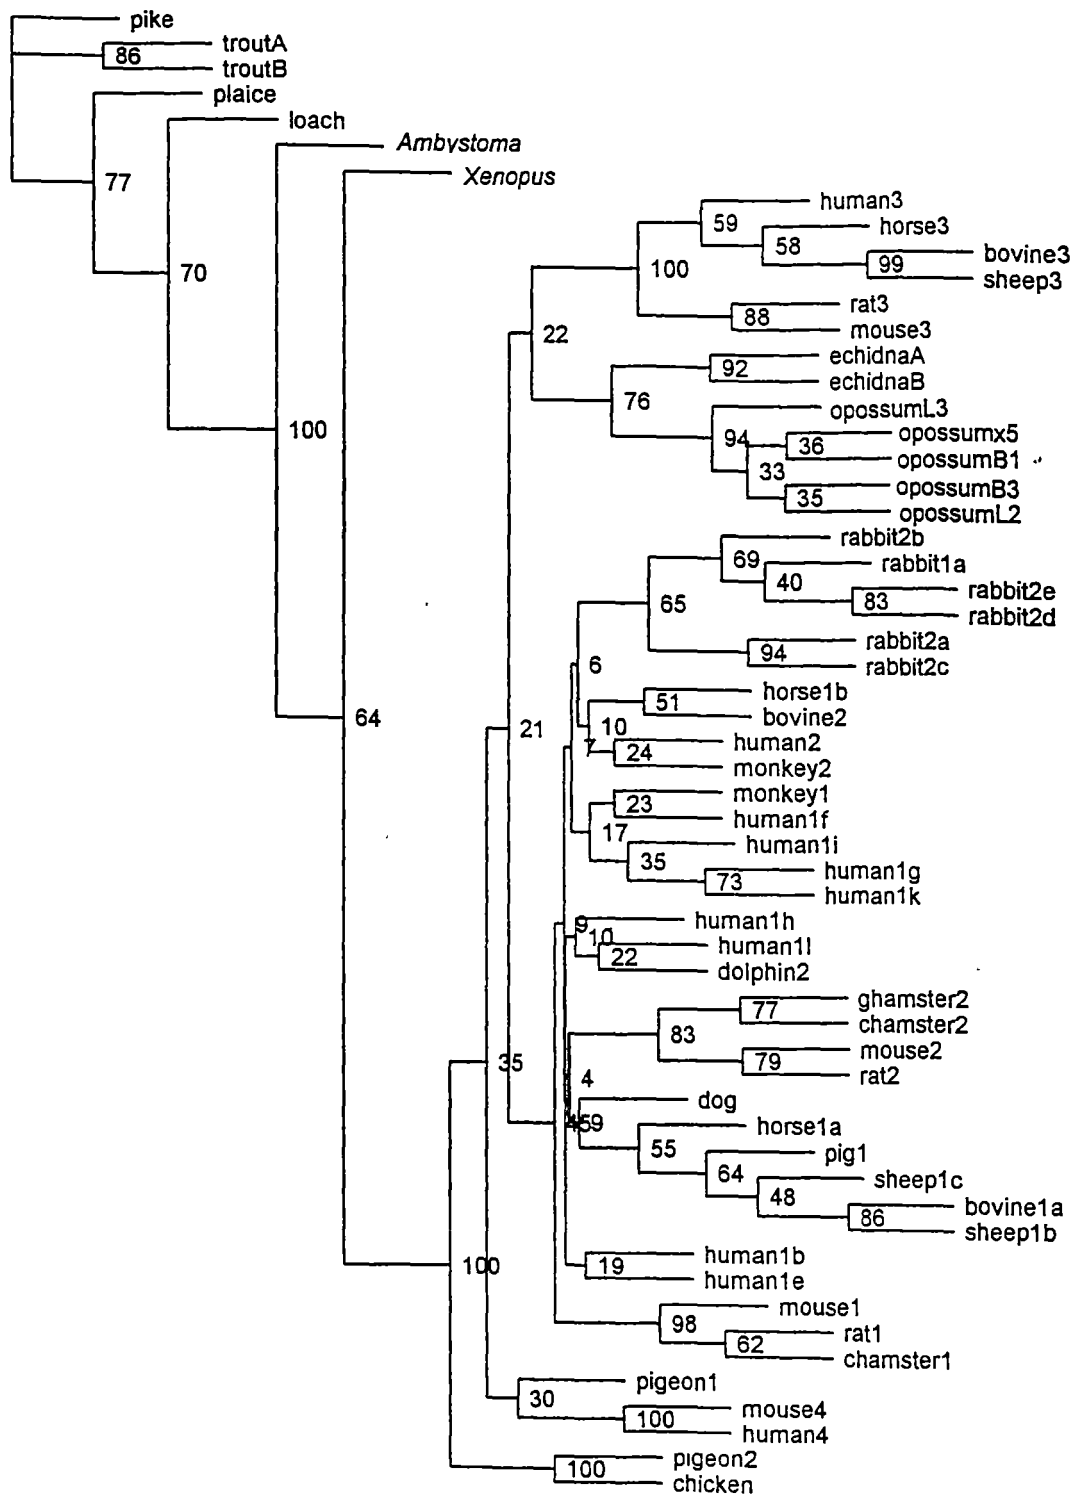 pike
troutA
86
troutB
plaice
loach
Ambystoma
77
Xenopus
human3
59
horse3
58
bovine3
99
70
100
sheep3
rat3
88
mouse3
22
echidnaA
92
echidnaB
76
opossumL3
100
94
opossumx5
36
opossumB1
33
opossumB3
35
opossumL2
rabbit2b
69
rabbit1a
40
rabbit2e
83
65
rabbit2d
rabbit2a
94
6
rabbit2c
horse1b
51
bovine2
64
21
10
human2
7
24
monkey2
monkey1
23
human1f
17
human1i
35
human1g
73
human1k
human1h
9
10
human1l
22
dolphin2
ghamster2
77
chamster2
83
mouse2
79
35
rat2
4
dog
459
horse1a
55
pig1
64
sheep1c
48
bovine1a
86
sheep1b
human1b
100
19
human1e
mouse1
98
rat1
62
chamster1
pigeon1
30
mouse4
100
human4
pigeon2
100
chicken